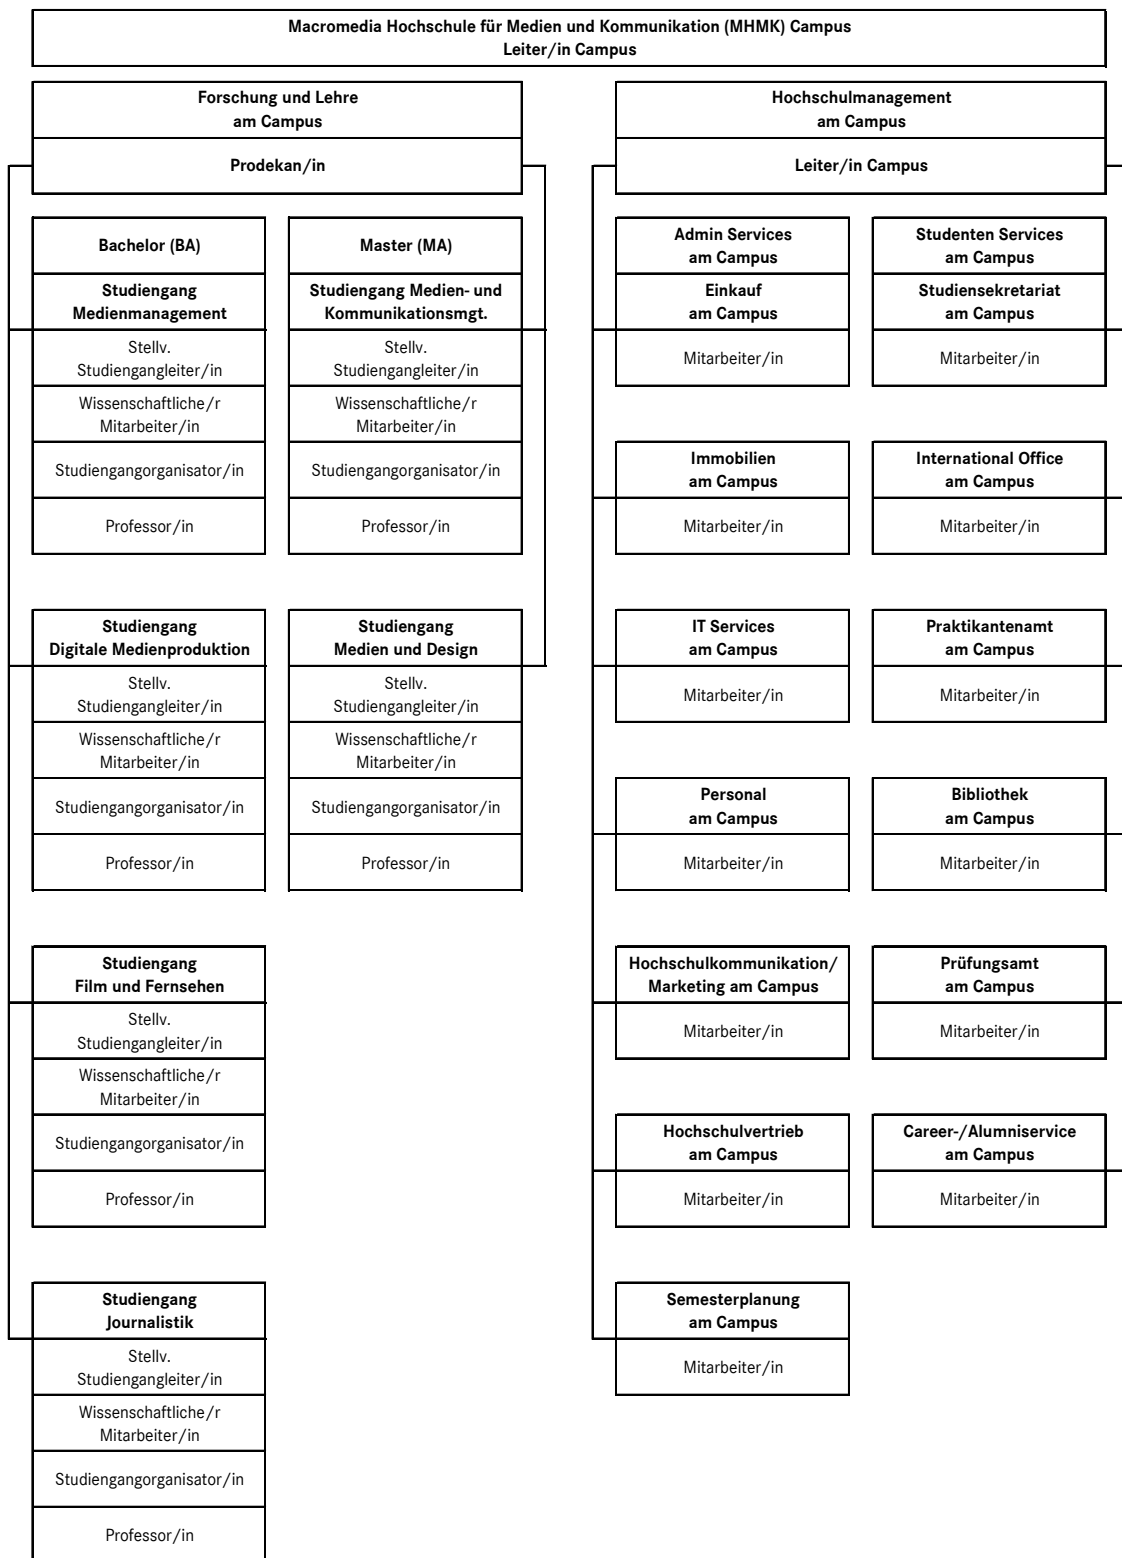 Macromedia Hochschule für Medien und Kommunikation (MHMK) Campus
Leiter/in Campus
Forschung und Lehre
am Campus
Prodekan/in
Bachelor (BA)
Studiengang
Medienmanagement
Stellv.
Studiengangleiter/in
Wissenschaftliche/r
Mitarbeiter/in
Studiengangorganisator/in
Professor/in
Studiengang
Digitale Medienproduktion
Stellv.
Studiengangleiter/in
Wissenschaftliche/r
Mitarbeiter/in
Studiengangorganisator/in
Professor/in
Studiengang
Film und Fernsehen
Stellv.
Studiengangleiter/in
Wissenschaftliche/r
Mitarbeiter/in
Studiengangorganisator/in
Professor/in
Studiengang
Journalistik
Stellv.
Studiengangleiter/in
Wissenschaftliche/r
Mitarbeiter/in
Studiengangorganisator/in
Professor/in
Master (MA)
Studiengang Medien- und
Kommunikationsmgt.
Stellv.
Studiengangleiter/in
Wissenschaftliche/r
Mitarbeiter/in
Studiengangorganisator/in
Professor/in
Studiengang
Medien und Design
Stellv.
Studiengangleiter/in
Wissenschaftliche/r
Mitarbeiter/in
Studiengangorganisator/in
Professor/in
Hochschulmanagement
am Campus
Leiter/in Campus
Admin Services
am Campus
Einkauf
am Campus
Mitarbeiter/in
Immobilien
am Campus
Mitarbeiter/in
IT Services
am Campus
Mitarbeiter/in
Personal
am Campus
Mitarbeiter/in
Hochschulkommunikation/
Marketing am Campus
Mitarbeiter/in
Hochschulvertrieb
am Campus
Mitarbeiter/in
Semesterplanung
am Campus
Mitarbeiter/in
Studenten Services
am Campus
Studiensekretariat
am Campus
Mitarbeiter/in
International Office
am Campus
Mitarbeiter/in
Praktikantenamt
am Campus
Mitarbeiter/in
Bibliothek
am Campus
Mitarbeiter/in
Prüfungsamt
am Campus
Mitarbeiter/in
Career-/Alumniservice
am Campus
Mitarbeiter/in